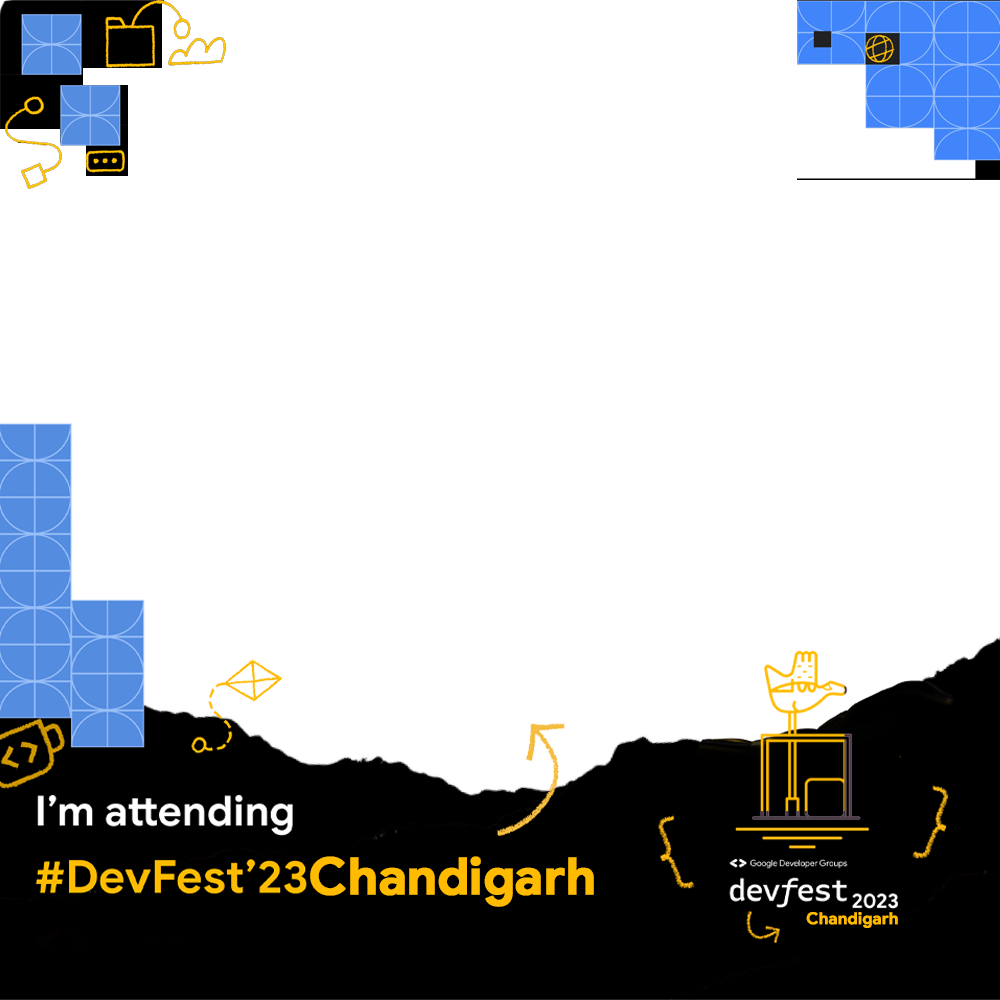 I’m attending
#DevFest’23Chandigarh
<> Google Developer Groups
devfest 2023
Chandigarh